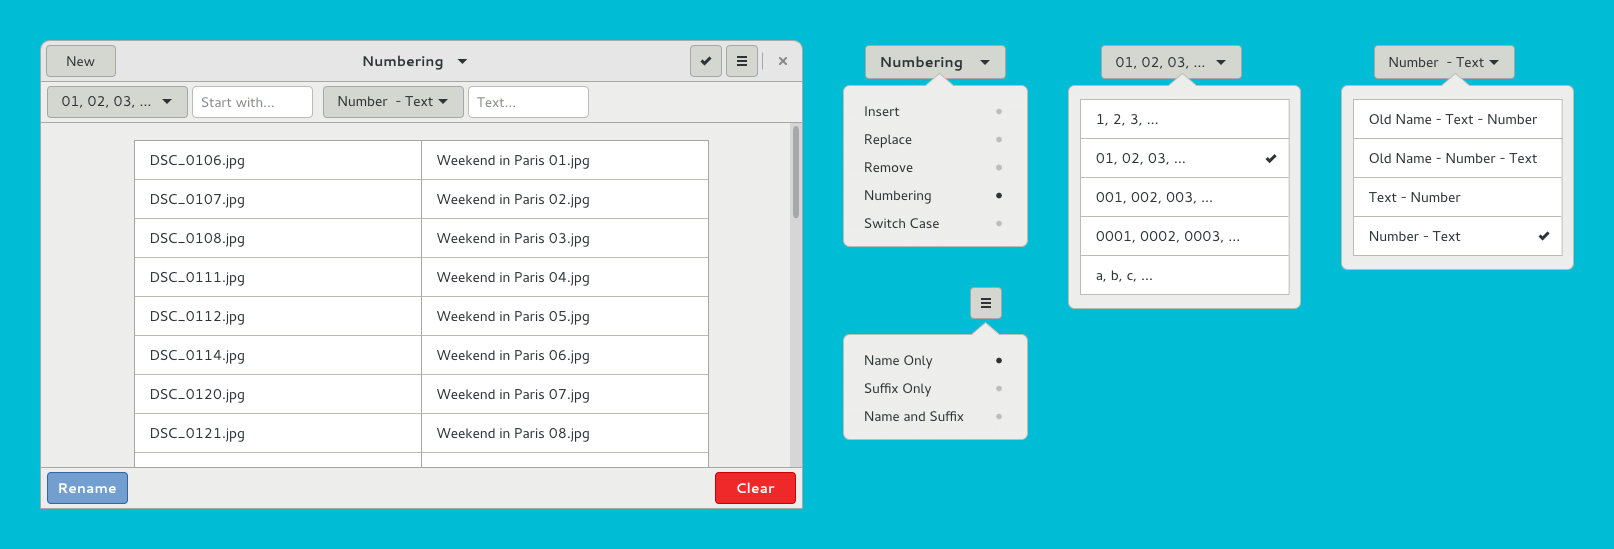 New
Numbering
01, 02, 03, ...
Start with...
Number - Text
Text...
DSC_0106.jpg Weekend in Paris 01.jpg
DSC_0107.jpg Weekend in Paris 02.jpg
DSC_0108.jpg Weekend in Paris 03.jpg
DSC_0111.jpg Weekend in Paris 04.jpg
DSC_0112.jpg Weekend in Paris 05.jpg
DSC_0114.jpg Weekend in Paris 06.jpg
DSC_0120.jpg Weekend in Paris 07.jpg
DSC_0121.jpg Weekend in Paris 08.jpg
Rename
Clear
Numbering
Insert
Replace
Remove
Numbering
Switch Case
Name Only
Suffix Only
Name and Suffix
01, 02, 03, ...
1, 2, 3, ...
01, 02, 03, ...
001, 002, 003, ...
0001, 0002, 0003, ...
a, b, c, ...
Number - Text
Old Name - Text - Number
Old Name - Number - Text
Text - Number
Number - Text